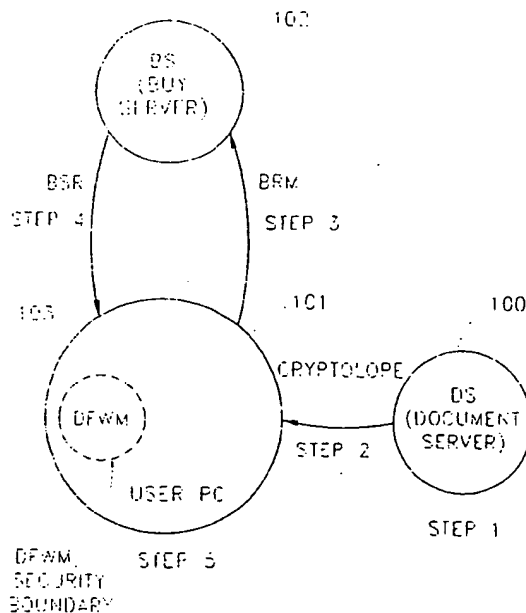 102
BS
(BUY
SERVER)
BSR
STEP 4
BRM
STEP 3
103
101
100
CRYPTOLOPE
DS
(DOCUMENT
SERVER)
STEP 2
DFWM
USER PC
STEP 1
STEP 5
DFWM,
SECURITY
BOUNDARY